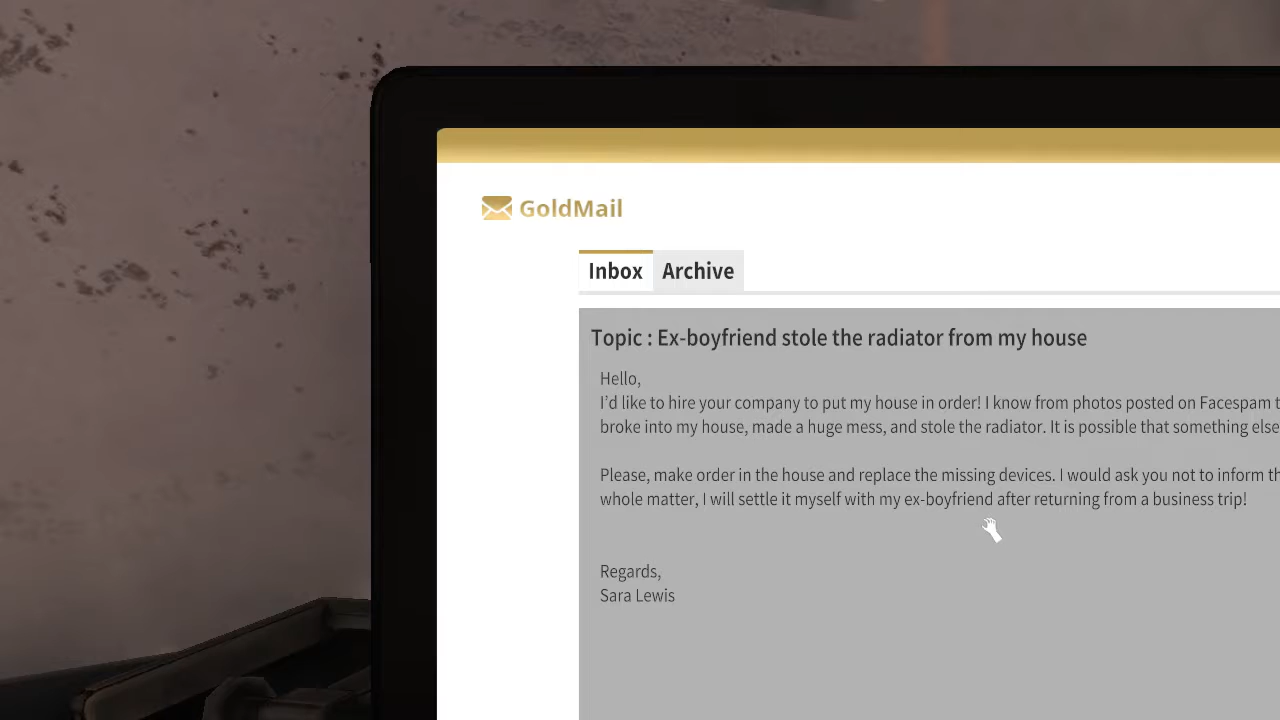 GoldMail
Inbox Archive
Topic : Ex-boyfriend stole the radiator from my house
Hello,
I'd like to hire your company to put my house in order! I know from photos posted on Facespam t
broke into my house, made a huge mess, and stole the radiator. It is possible that something else
Please, make order in the house and replace the missing devices. I would ask you not to inform th
whole matter, I will settle it myself with my ex-boyfriend after returning from a business trip!
Regards,
Sara Lewis